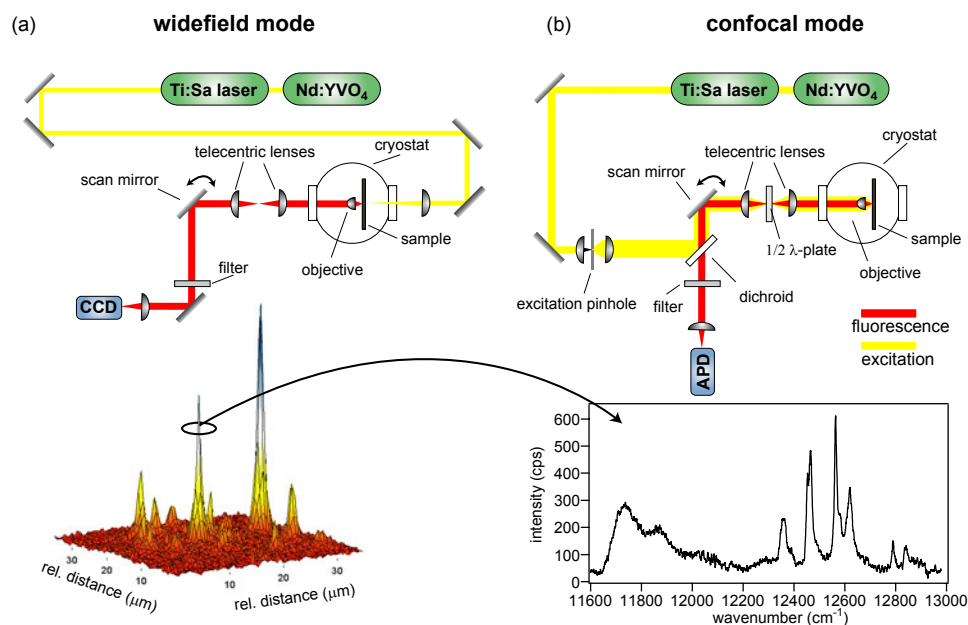 (a)
widefield mode
Ti:Sa laser
Nd:YVO4
telecentric lenses
cryostat
scan mirror
sample
objective
filter
CCD
30
20
10
rel. distance (μm)
10
20
30
rel. distance (μm)
(b)
confocal mode
Ti:Sa laser
Nd:YVO4
telecentric lenses
cryostat
scan mirror
sample
1/2 λ-plate
objective
excitation pinhole
filter
dichroid
fluorescence
excitation
APD
600
500
400
300
200
100
0
intensity (cps)
11600 11800 12000 12200 12400 12600 12800 13000
wavenumber (cm-1)